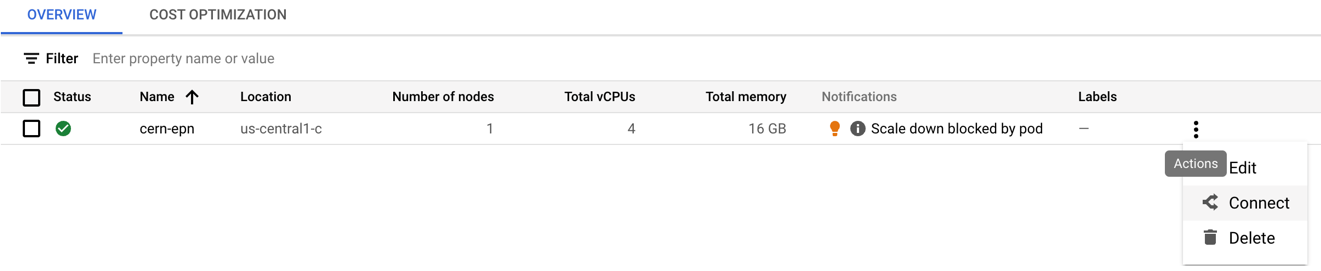 OVERVIEW COST OPTIMIZATION
Filter Enter property name or value
Status Name Location Number of nodes Total vCPUs Total memory Notifications Labels
cern-epn us-central1-c 1 4 16 GB Scale down blocked by pod —
Actions Edit
Connect
Delete